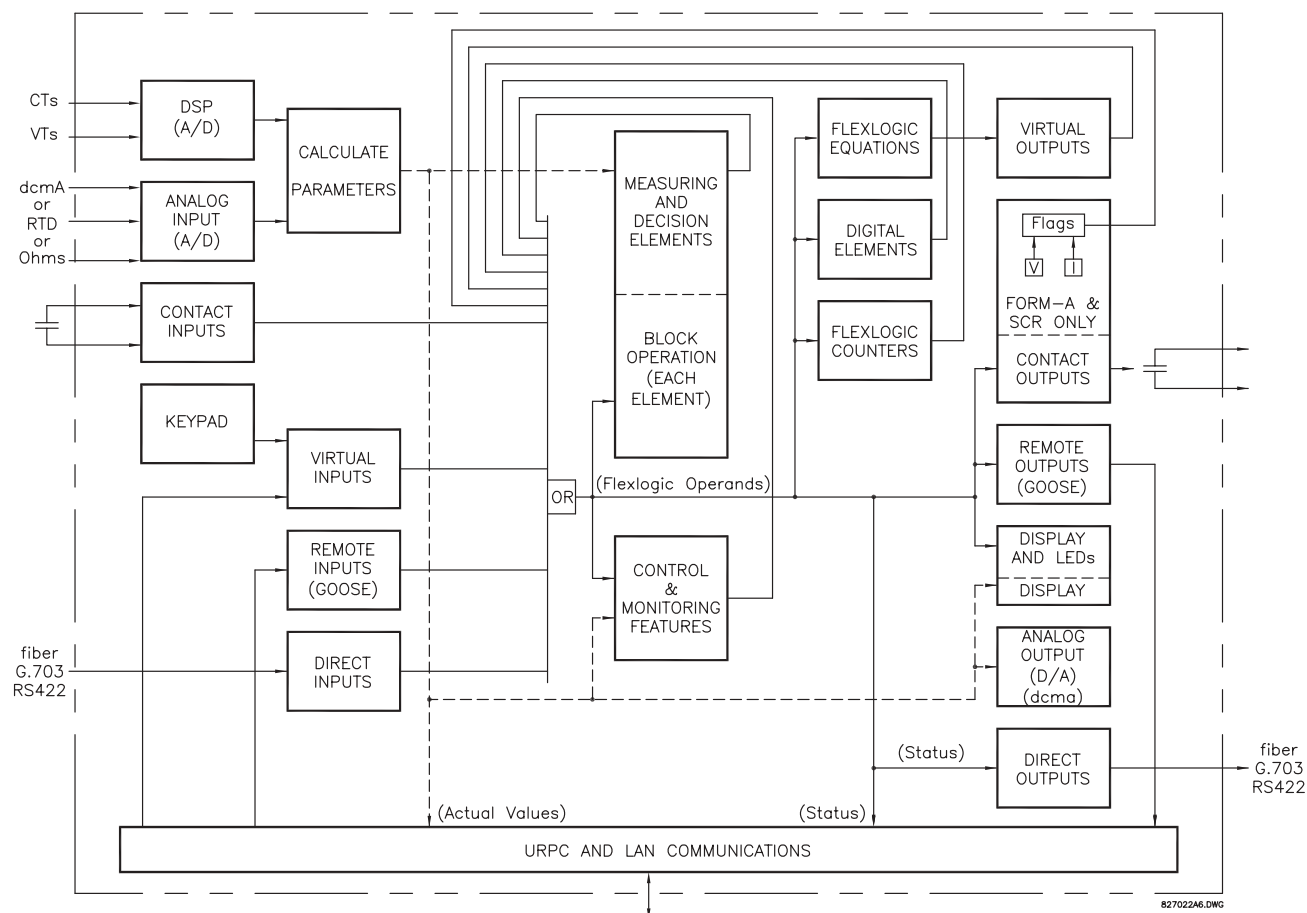 CTs
VTs
dcmA
or
RTD
or
Ohms
DSP
(A/D)
ANALOG
INPUT
(A/D)
CALCULATE
PARAMETERS
CONTACT
INPUTS
KEYPAD
VIRTUAL
INPUTS
REMOTE
INPUTS
(GOOSE)
fiber
G.703
RS422
DIRECT
INPUTS
MEASURING
AND
DECISION
ELEMENTS
BLOCK
OPERATION
(EACH
ELEMENT)
OR
(Flexlogic Operands)
CONTROL
&
MONITORING
FEATURES
FLEXLOGIC
EQUATIONS
DIGITAL
ELEMENTS
FLEXLOGIC
COUNTERS
VIRTUAL
OUTPUTS
Flags
V
I
FORM-A &
SCR ONLY
CONTACT
OUTPUTS
REMOTE
OUTPUTS
(GOOSE)
DISPLAY
AND LEDs
DISPLAY
ANALOG
OUTPUT
(D/A)
(dcma)
(Status)
DIRECT
OUTPUTS
fiber
G.703
RS422
(Actual Values)
(Status)
URPC AND LAN COMMUNICATIONS
827022A6.DWG